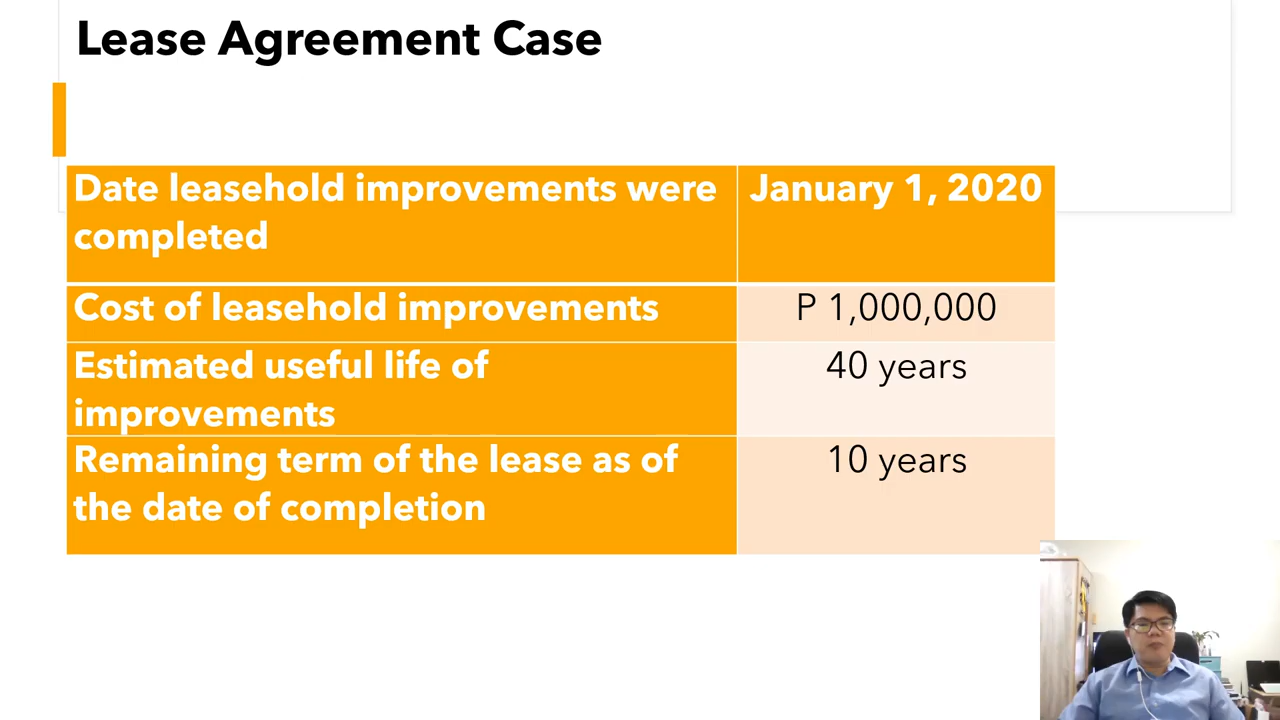 Lease Agreement Case
Date leasehold improvements were
completed
January 1, 2020
Cost of leasehold improvements
P 1,000,000
Estimated useful life of
improvements
40 years
Remaining term of the lease as of
the date of completion
10 years